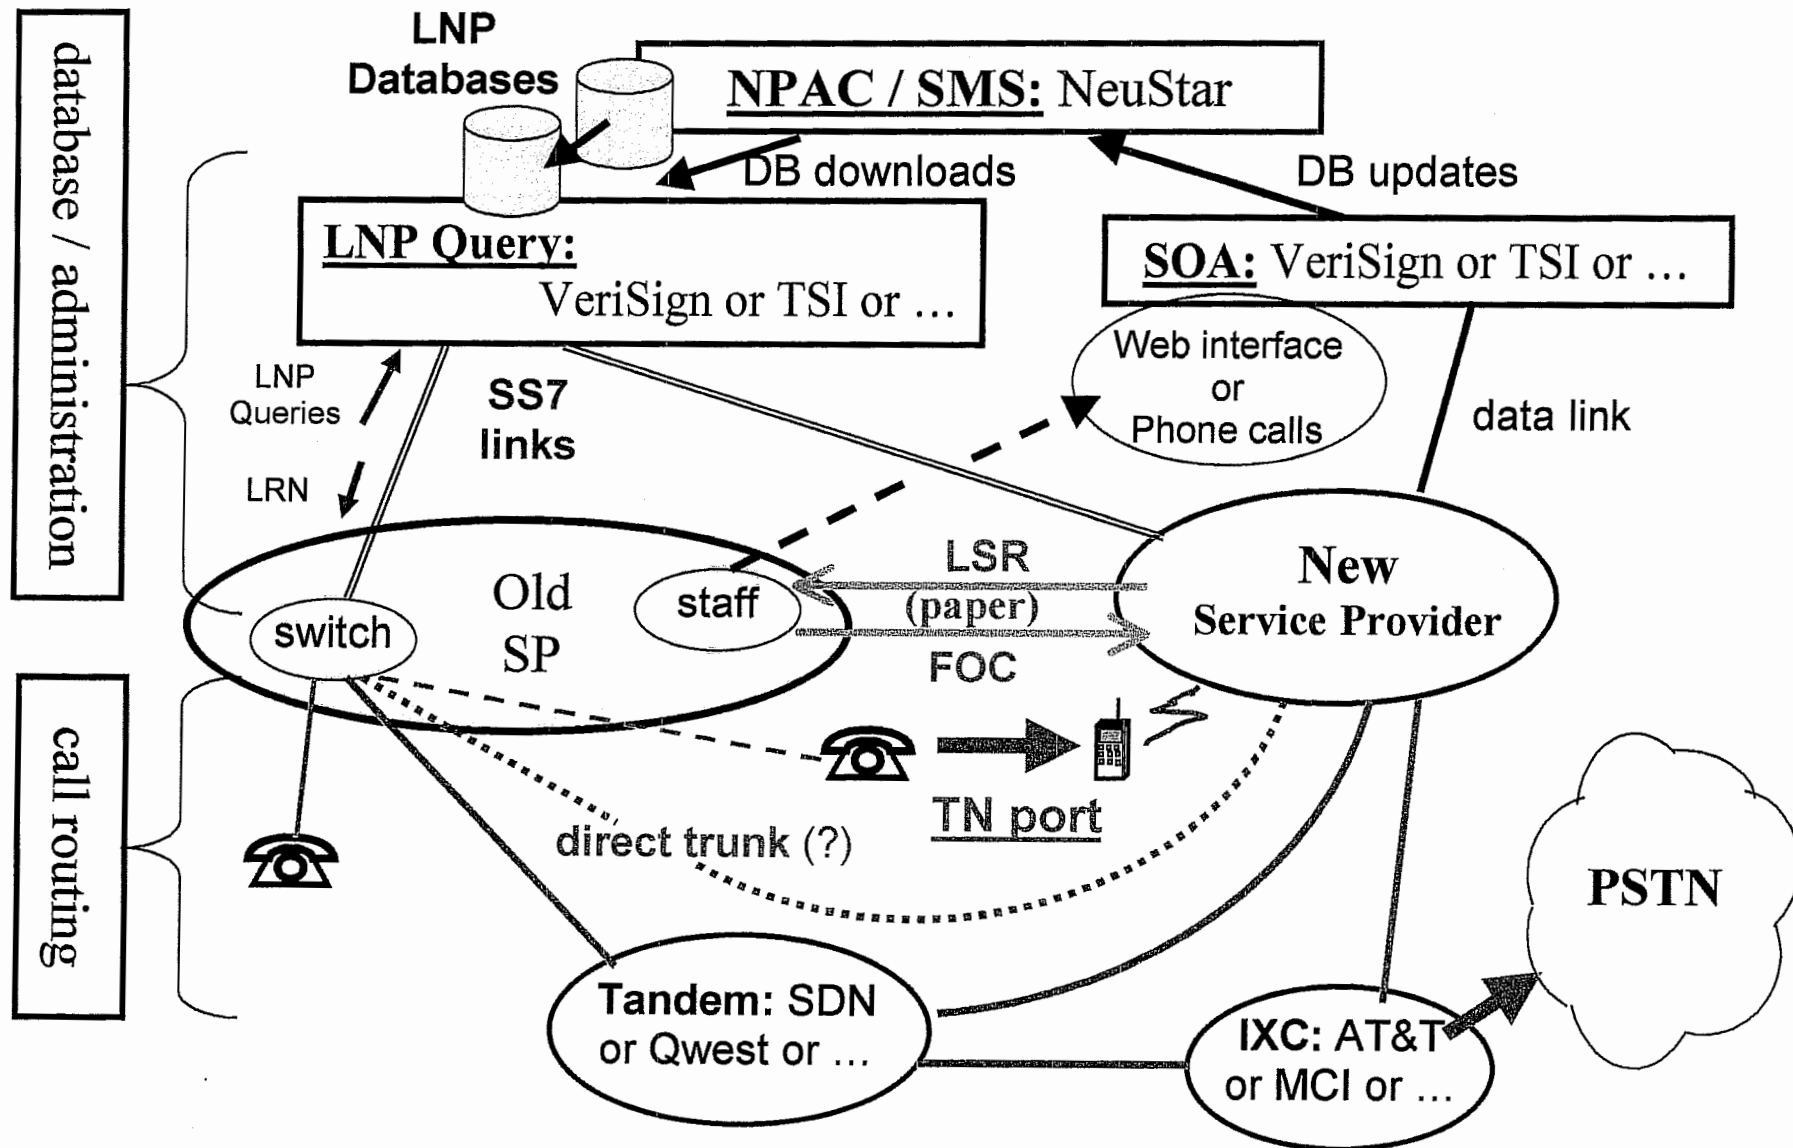 database / administration
call routing
LNP
Databases
NPAC / SMS: NeuStar
DB downloads
DB updates
LNP Query:
VeriSign or TSI or ...
SOA: VeriSign or TSI or ...
Web interface
or
Phone calls
data link
LNP
Queries
SS7
links
LRN
Old
SP
switch
staff
LSR
(paper)
FOC
New
Service Provider
TN port
direct trunk (?)
PSTN
Tandem: SDN
or Qwest or ...
IXC: AT&T
or MCI or ...